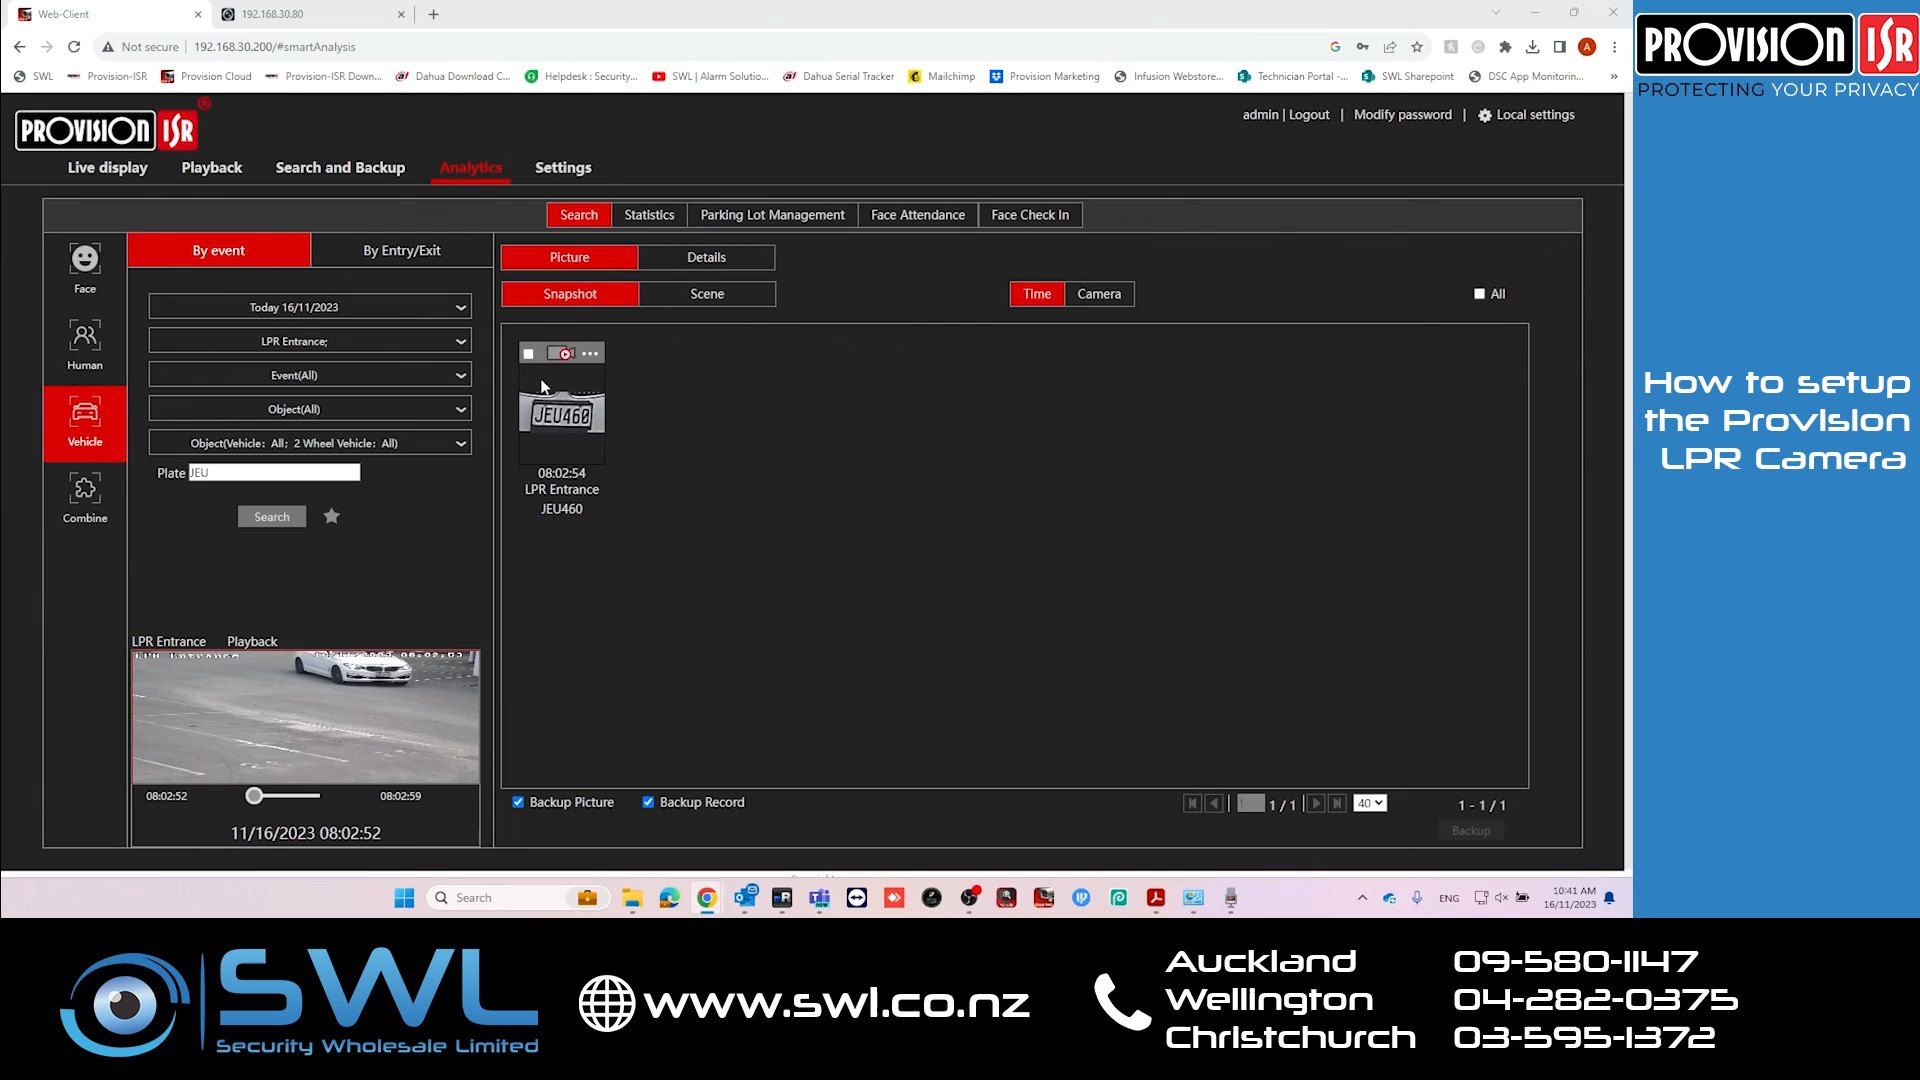 Web-Client
192.168.30.80
Not secure
192.168.30.200/#smartAnalysis
A
SWL
Provision-ISR
Provision Cloud
Provision-ISR Down...
Dahua Download C...
Helpdesk : Security...
SWL | Alarm Solutio...
Dahua Serial Tracker
Mailchimp
Provision Marketing
Infusion Webstore...
Technician Portal -...
SWL Sharepoint
DSC App Monitorin...
PROVISION ISR
admin | Logout | Modify password | Local settings
Live display
Playback
Search and Backup
Analytics
Settings
Search
Statistics
Parking Lot Management
Face Attendance
Face Check In
Face
Human
Vehicle
Combine
By event
By Entry/Exit
Today 16/11/2023
LPR Entrance;
Event(All)
Object(All)
Object(Vehicle: All; 2 Wheel Vehicle: All)
Plate JEU
Search
LPR Entrance
Playback
08:02:52
08:02:59
11/16/2023 08:02:52
Picture
Details
Snapshot
Scene
Time
Camera
All
JEU460
08:02:54
LPR Entrance
JEU460
Backup Picture
Backup Record
1 / 1
40
1 - 1 / 1
Backup
Search
ENG
10:41 AM
16/11/2023
PROVISION ISR
PROTECTING YOUR PRIVACY
How to setup
the Provision
LPR Camera
SWL
Security Wholesale Limited
www.swl.co.nz
Auckland 09-580-1147
Wellington 04-282-0375
Christchurch 03-595-1372